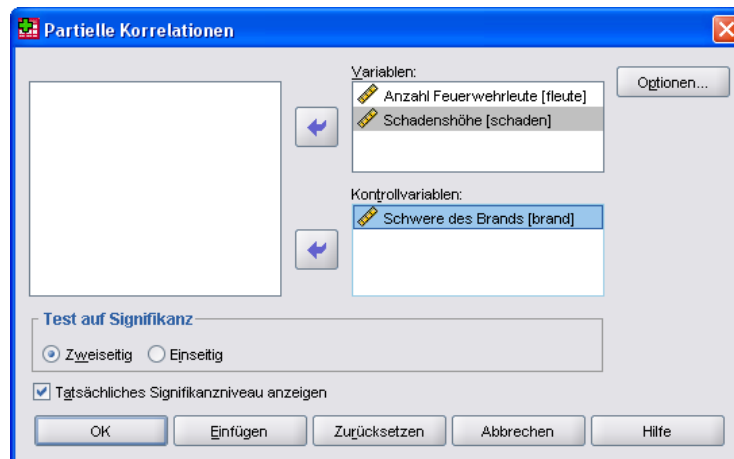 Partielle Korrelationen
Variablen:
Anzahl Feuerwehrleute [fleute]
Schadenshöhe [schaden]
Optionen...
Kontrollvariablen:
Schwere des Brands [brand]
Test auf Signifikanz
Zweiseitig
Einseitig
Tatsächliches Signifikanzniveau anzeigen
OK
Einfügen
Zurücksetzen
Abbrechen
Hilfe